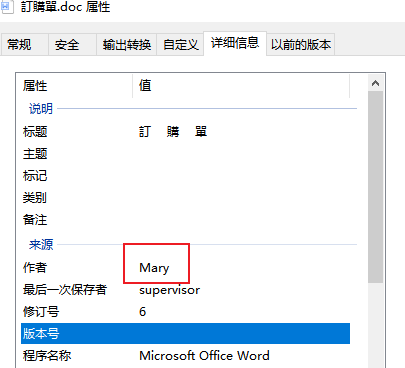 訂購單.doc 属性
常规 安全 输出转换 自定义 详细信息 以前的版本
属性 值
说明
标题 訂 購 單
主题
标记
类别
备注
来源
作者 Mary
最后一次保存者 supervisor
修订号 6
版本号
程序名称 Microsoft Office Word